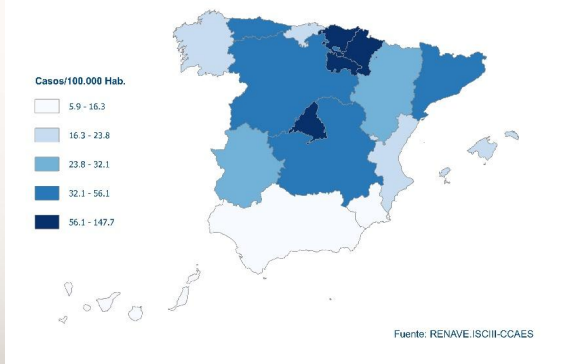 Casos/100.000 Hab.
5.9 - 16.3
16.3 - 23.8
23.8 - 32.1
32.1 - 56.1
56.1 - 147.7
Fuente: RENAVE.ISCIII-CCAES